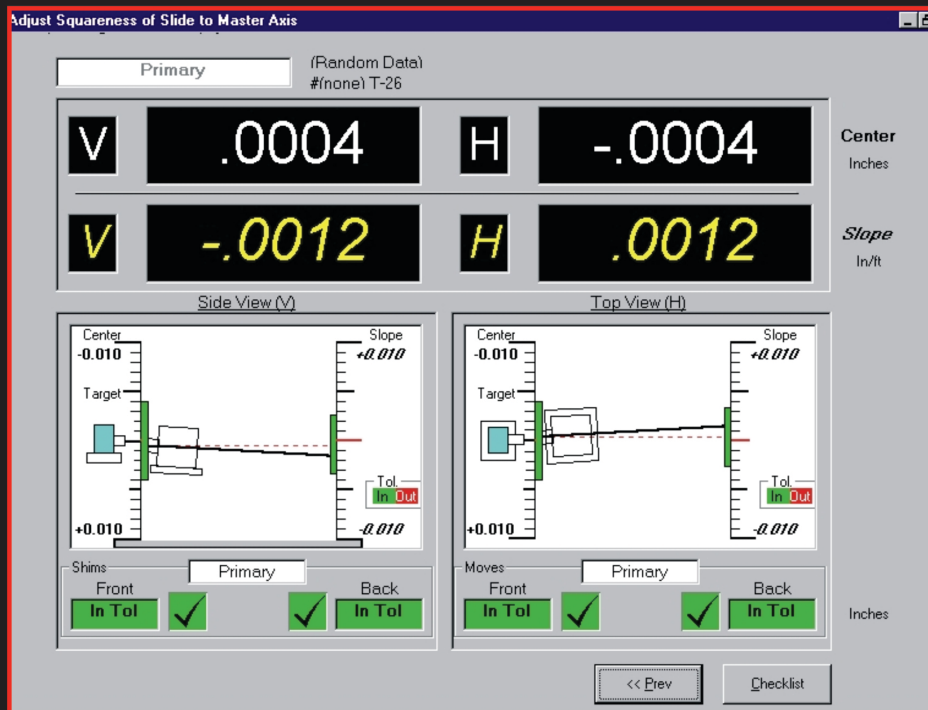 Adjust Squareness of Slide to Master Axis
Primary
(Random Data)
#(none) T-26
V .0004 H -.0004 Center
Inches
V -.0012 H .0012 Slope
In/ft
Side View (V)
Top View (H)
Center Slope
-0.010 +0.010
Target
Tol.
In Out
+0.010 -0.010
Center Slope
-0.010 +0.010
Target
Tol.
In Out
+0.010 -0.010
Shims Primary
Front Back
In Tol In Tol
Moves Primary
Front Back
In Tol In Tol
Inches
<< Prev Checklist